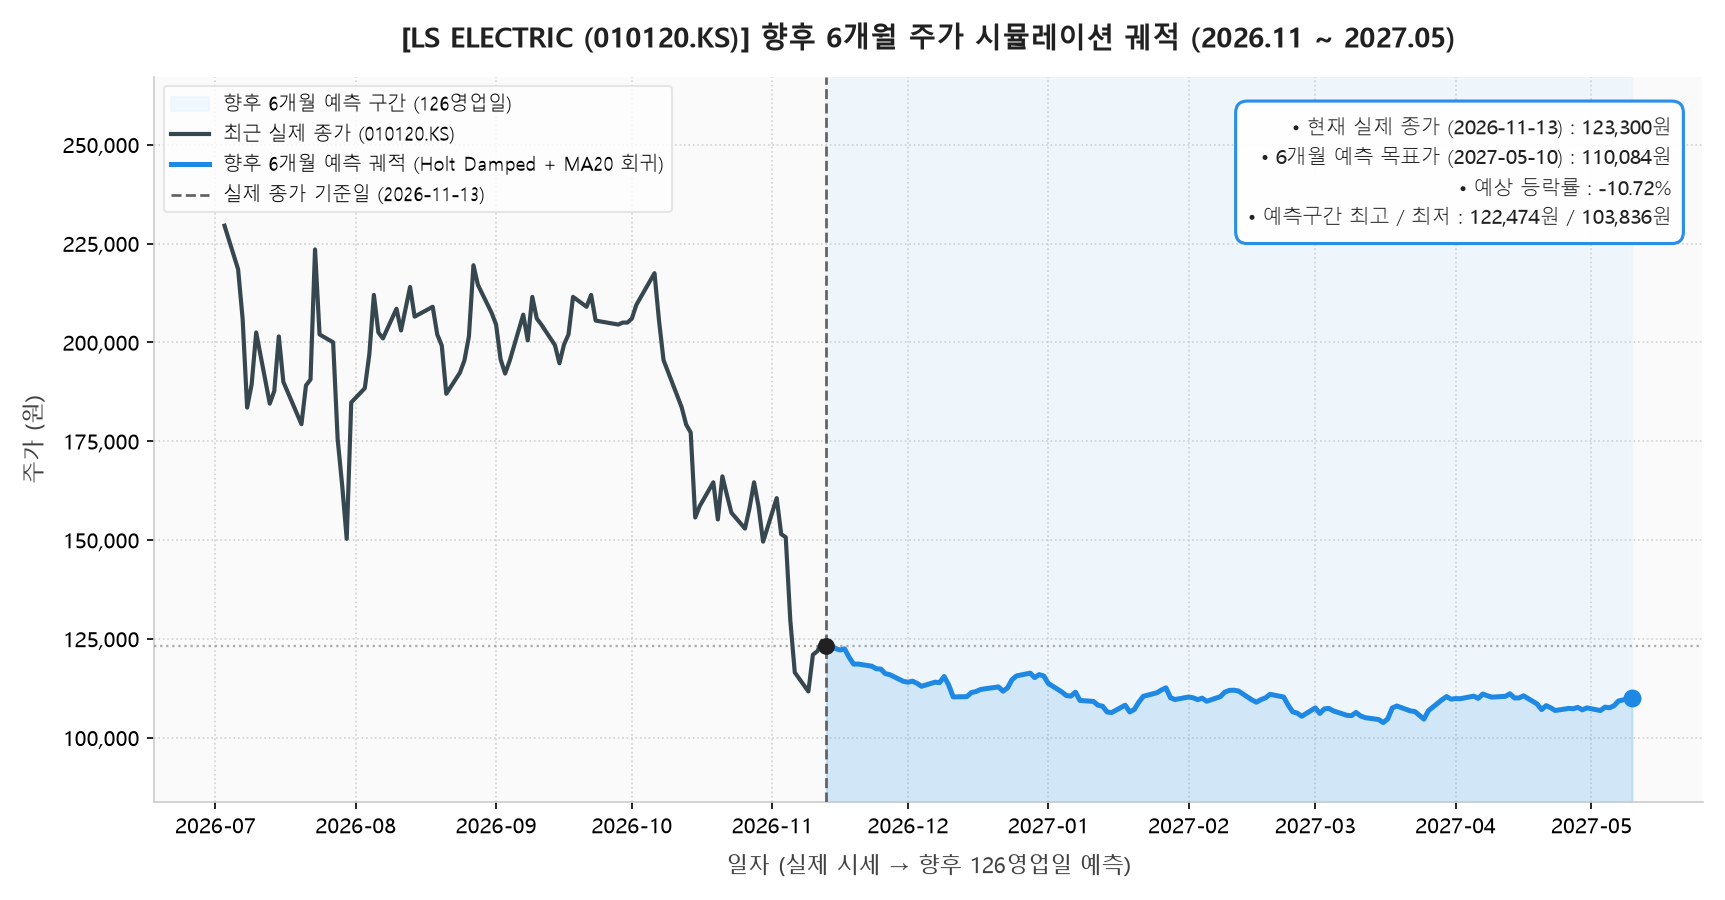 [LS ELECTRIC (010120.KS)] 향후 6개월 주가 시뮬레이션 궤적 (2026.11 ~ 2027.05)
향후 6개월 예측 구간 (126영업일)
최근 실제 종가 (010120.KS)
향후 6개월 예측 궤적 (Holt Damped + MA20 회귀)
실제 종가 기준일 (2026-11-13)
• 현재 실제 종가 (2026-11-13) : 123,300원
• 6개월 예측 목표가 (2027-05-10) : 110,084원
• 예상 등락률 : -10.72%
• 예측구간 최고 / 최저 : 122,474원 / 103,836원
주가 (원)
250,000
225,000
200,000
175,000
150,000
125,000
100,000
2026-07 2026-08 2026-09 2026-10 2026-11 2026-12 2027-01 2027-02 2027-03 2027-04 2027-05
일자 (실제 시세 → 향후 126영업일 예측)